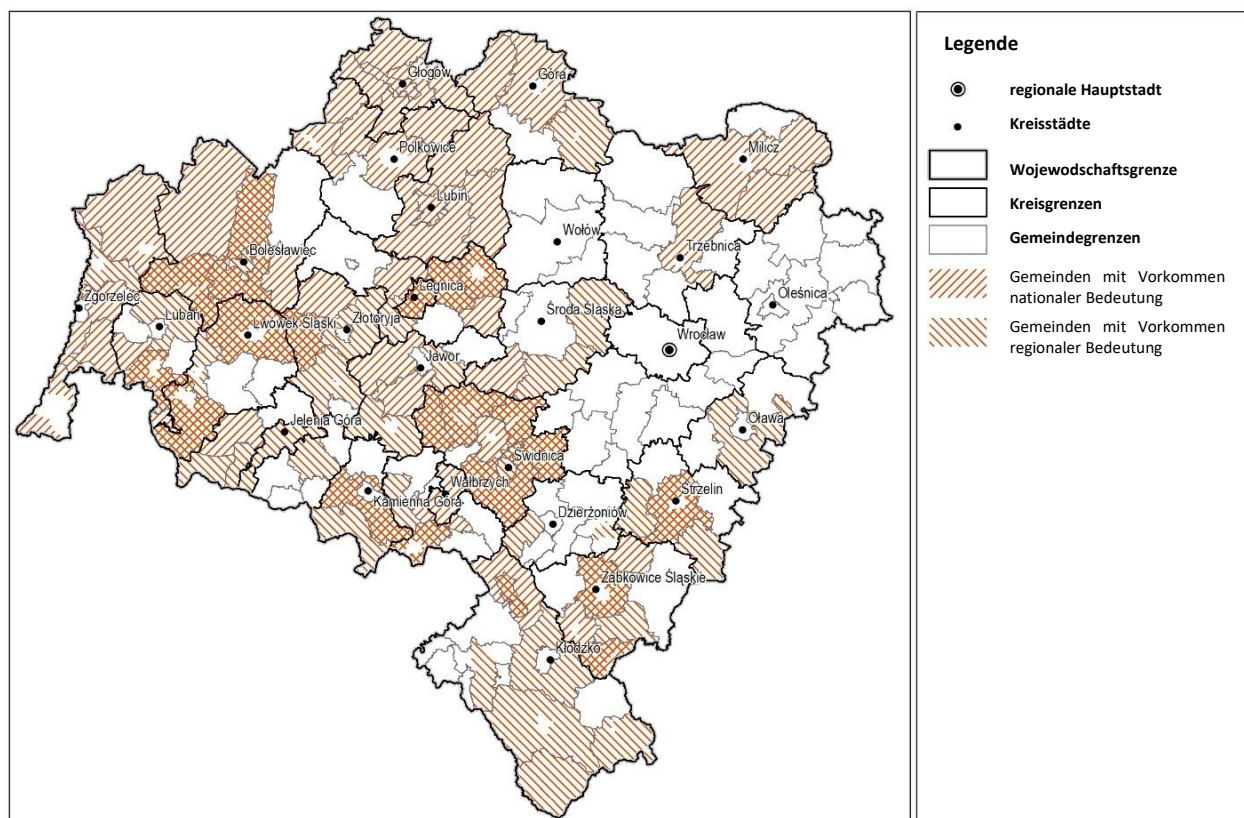 Głogów
Góra
Polkowice
Milicz
Lubin
Wołów
Trzebnica
Bolesławiec
Legnica
Oleśnica
Zgorzelec
Lubań
Lwówek Śląski
Złotoryja
Środa Śląska
Wrocław
Jawor
Jelenia Góra
Oława
Świdnica
Wałbrzych
Kamienna Góra
Strzelin
Dzierżoniów
Ząbkowice Śląskie
Kłodzko
Legende
regionale Hauptstadt
Kreisstädte
Wojewodschaftsgrenze
Kreisgrenzen
Gemeindegrenzen
Gemeinden mit Vorkommen
nationaler Bedeutung
Gemeinden mit Vorkommen
regionaler Bedeutung